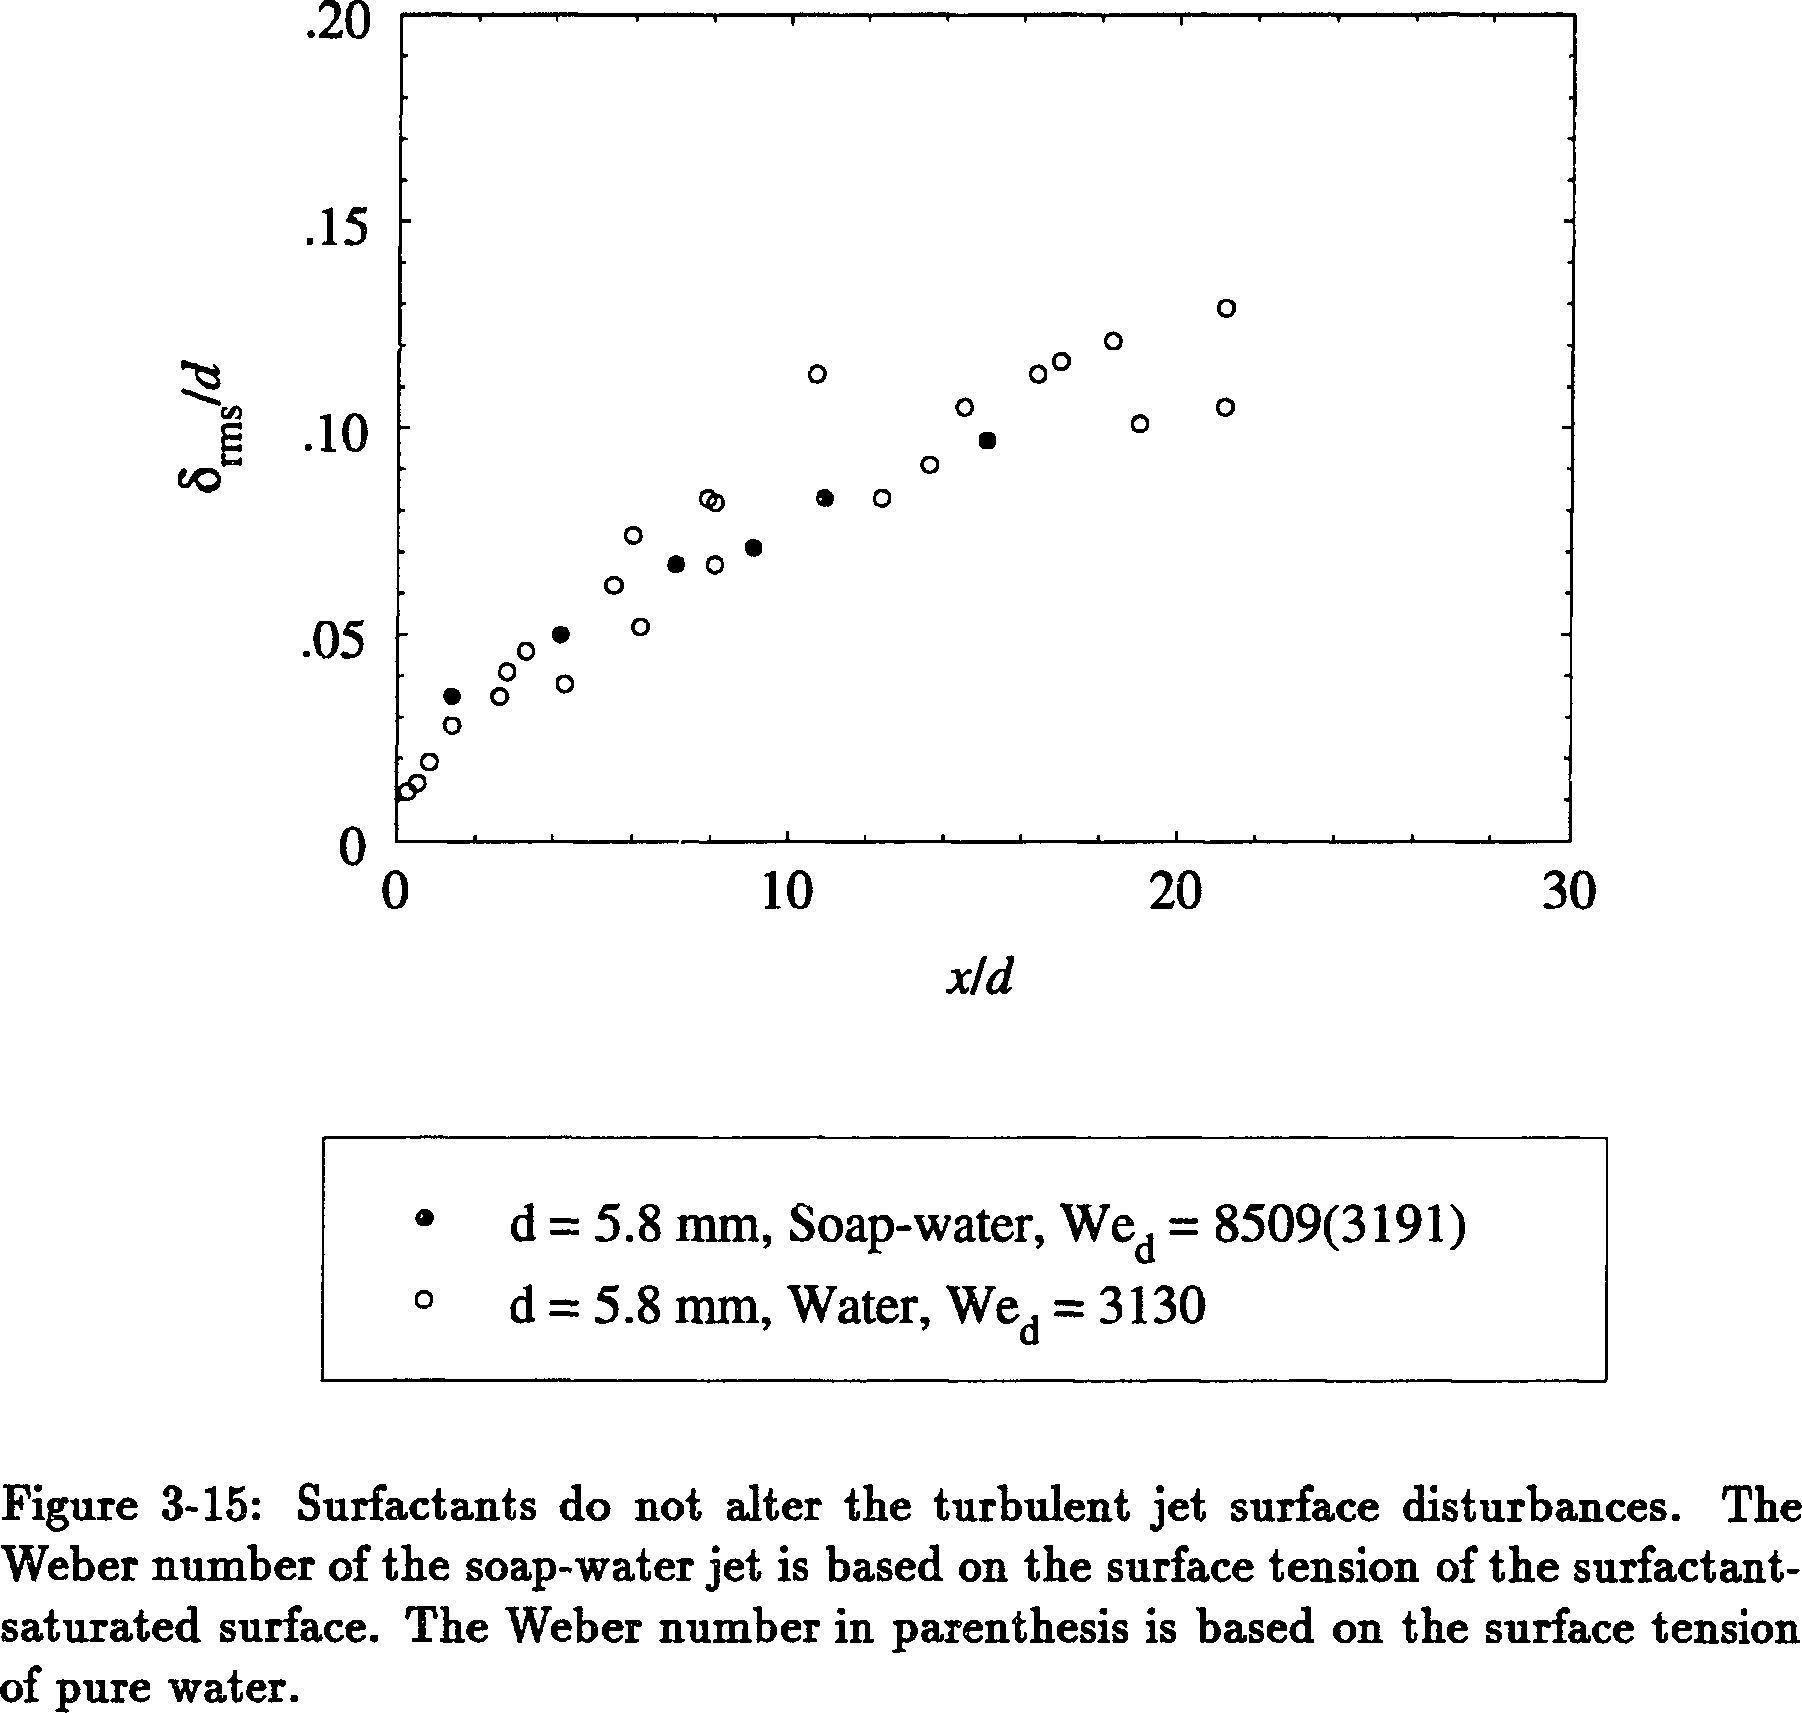 .20
.15
.10
.05
0
δrms/d
0 10 20 30
x/d
d = 5.8 mm, Soap-water, Wed = 8509(3191)
d = 5.8 mm, Water, Wed = 3130
Figure 3-15: Surfactants do not alter the turbulent jet surface disturbances. The
Weber number of the soap-water jet is based on the surface tension of the surfactant-
saturated surface. The Weber number in parenthesis is based on the surface tension
of pure water.